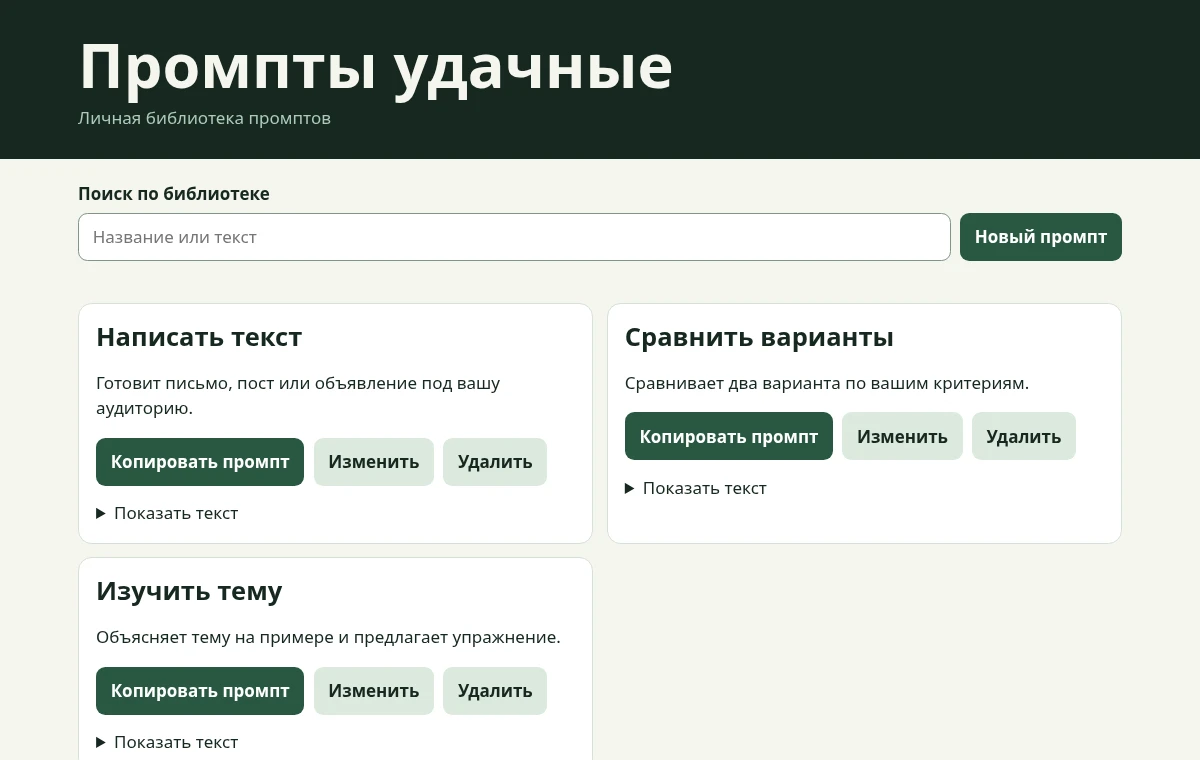 Промпты удачные
Личная библиотека промптов
Поиск по библиотеке
Название или текст
Новый промпт
Написать текст
Готовит письмо, пост или объявление под вашу
аудиторию.
Копировать промпт
Изменить
Удалить
Показать текст
Сравнить варианты
Сравнивает два варианта по вашим критериям.
Копировать промпт
Изменить
Удалить
Показать текст
Изучить тему
Объясняет тему на примере и предлагает упражнение.
Копировать промпт
Изменить
Удалить
Показать текст